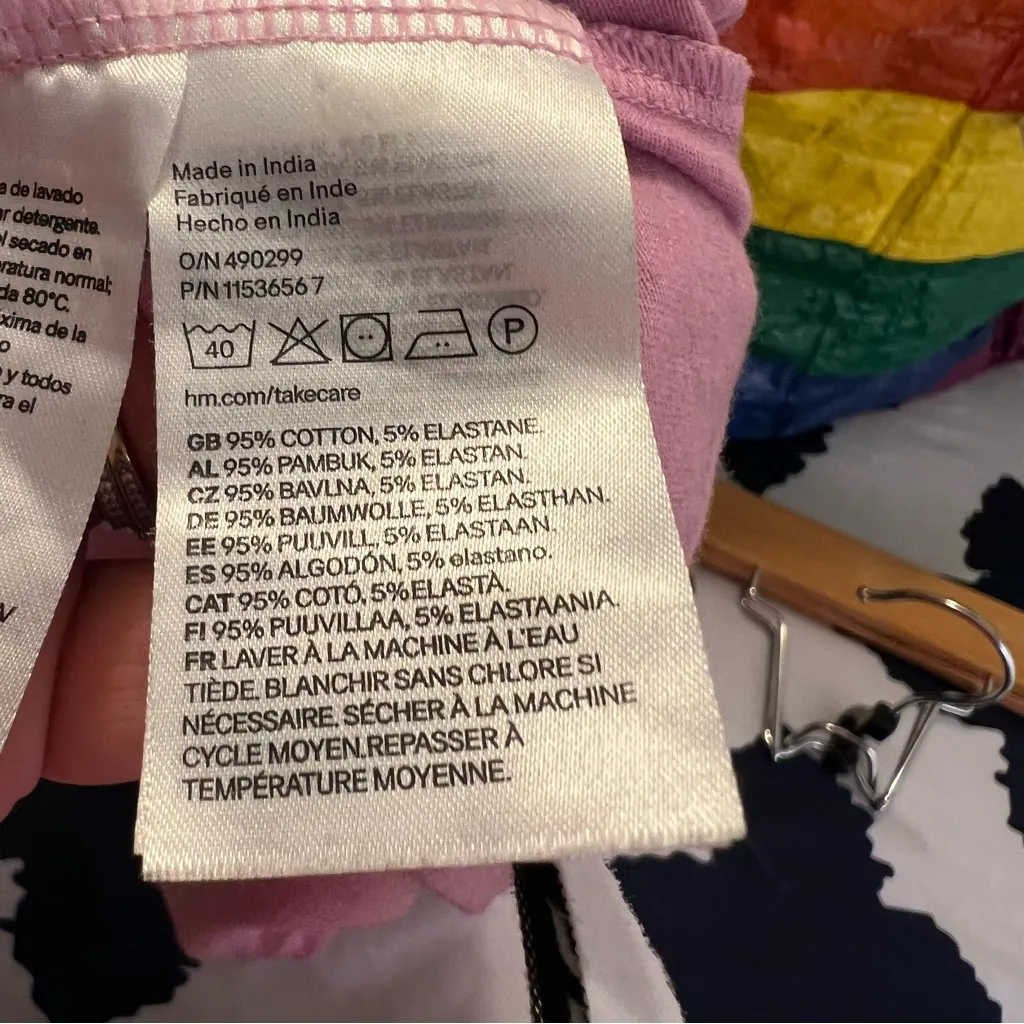 a de lavado
ar detergente.
l secado en
ratura normal;
da 80°C.
xima de la
o
y todos
ra el
Made in India
Fabriqué en Inde
Hecho en India
O/N 490299
P/N 11536567
40
P
hm.com/takecare
GB 95% COTTON, 5% ELASTANE.
AL 95% PAMBUK, 5% ELASTAN.
CZ 95% BAVLNA, 5% ELASTAN.
DE 95% BAUMWOLLE, 5% ELASTHAN.
EE 95% PUUVILL, 5% ELASTAAN.
ES 95% ALGODÓN, 5% elastano.
CAT 95% COTÓ, 5% ELASTÀ.
FI 95% PUUVILLAA, 5% ELASTAANIA.
FR LAVER À LA MACHINE À L'EAU
TIÈDE. BLANCHIR SANS CHLORE SI
NÉCESSAIRE. SÉCHER À LA MACHINE
CYCLE MOYEN.REPASSER À
TEMPÉRATURE MOYENNE.